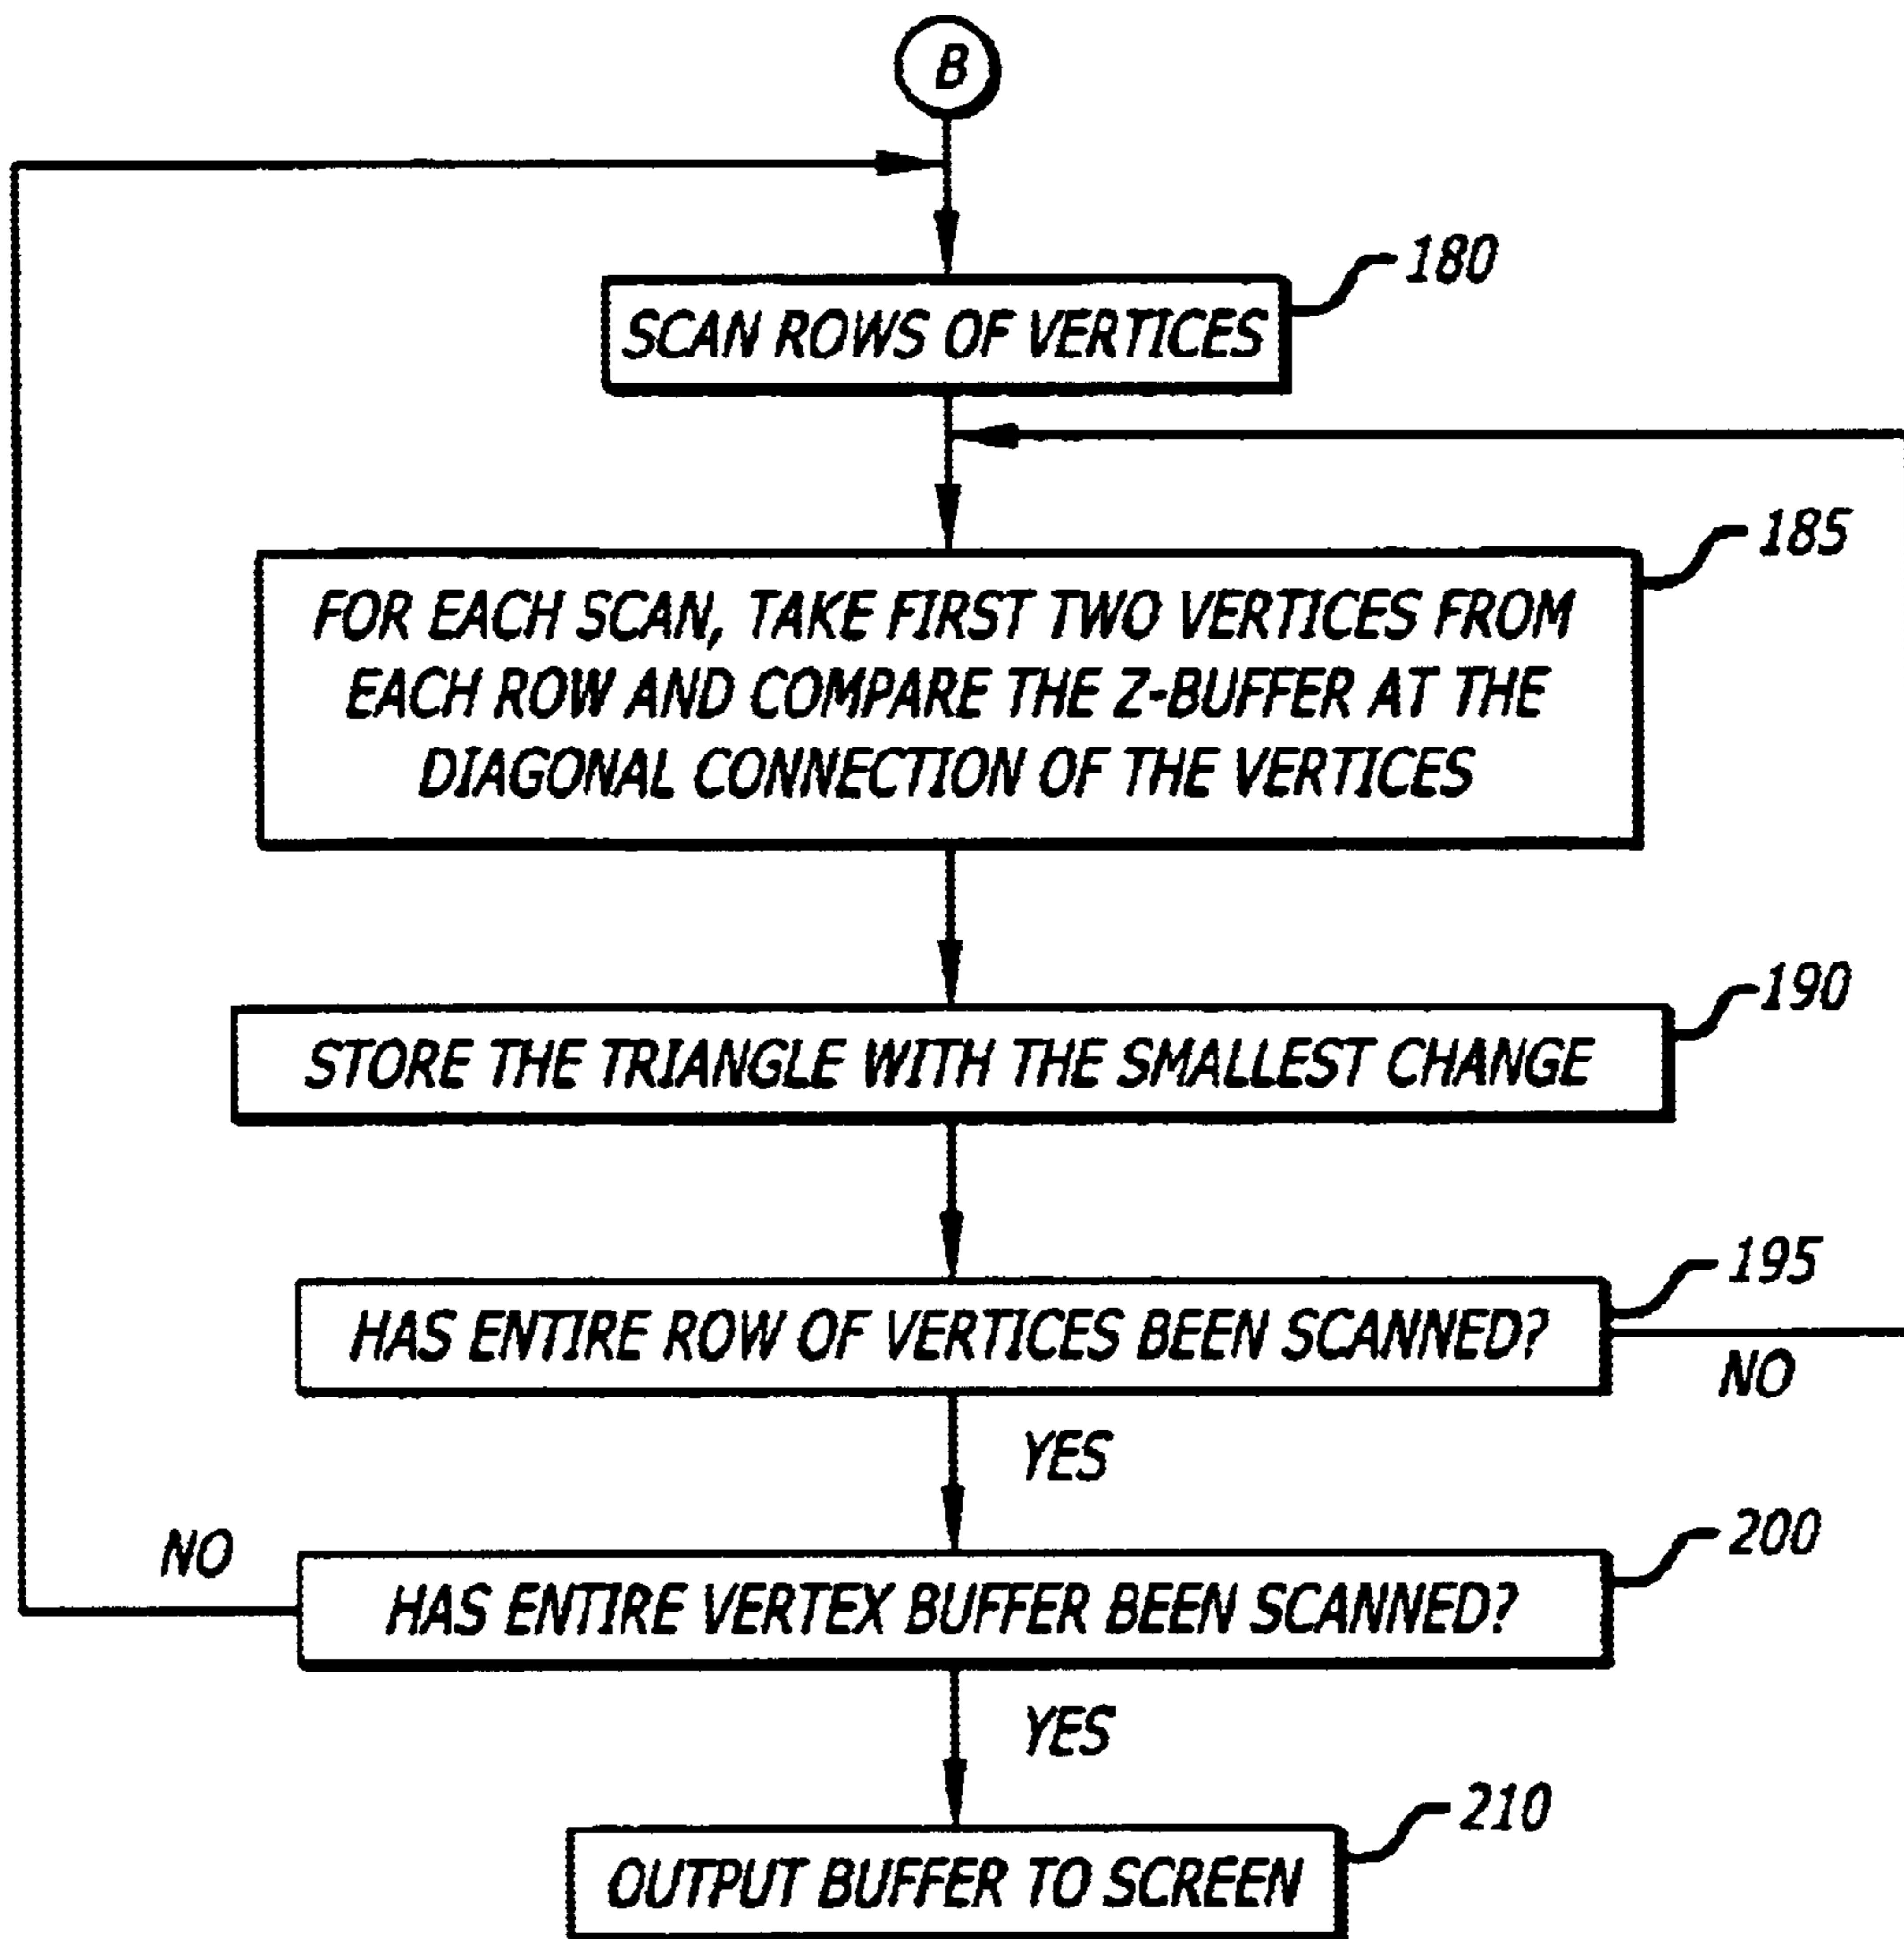 B
180
SCAN ROWS OF VERTICES
185
FOR EACH SCAN, TAKE FIRST TWO VERTICES FROM
EACH ROW AND COMPARE THE Z-BUFFER AT THE
DIAGONAL CONNECTION OF THE VERTICES
190
STORE THE TRIANGLE WITH THE SMALLEST CHANGE
195
HAS ENTIRE ROW OF VERTICES BEEN SCANNED?
NO
YES
200
NO
HAS ENTIRE VERTEX BUFFER BEEN SCANNED?
YES
210
OUTPUT BUFFER TO SCREEN